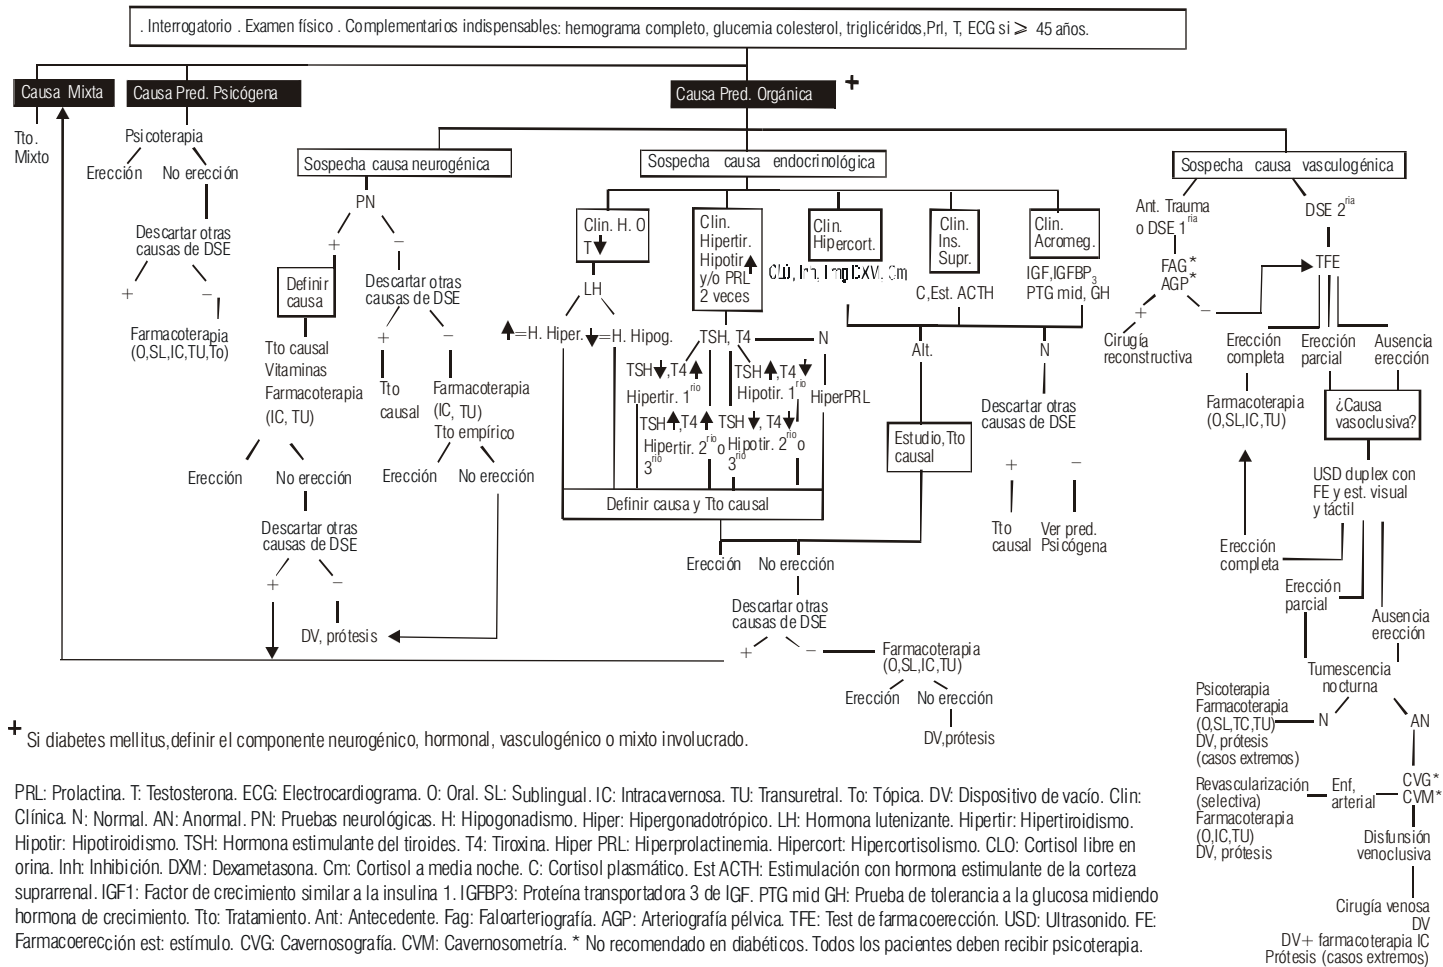 . Interrogatorio . Examen físico . Complementarios indispensables: hemograma completo, glucemia colesterol, triglicéridos,Prl, T, ECG si ⩾ 45 años.
Causa Mixta
Tto.
Mixto
Causa Pred. Psicógena
Psicoterapia
Erección
No erección
Descartar otras
causas de DSE
+
−
Farmacoterapia
(O,SL,IC,TU,To)
Causa Pred. Orgánica
+
Sospecha causa neurogénica
PN
+
−
Definir
causa
Tto causal
Vitaminas
Farmacoterapia
(IC, TU)
Erección
No erección
Descartar otras
causas de DSE
+
−
DV, prótesis
Descartar otras
causas de DSE
+
−
Tto
causal
Farmacoterapia
(IC, TU)
Tto empírico
Erección
No erección
Sospecha causa endocrinológica
Clin. H. O
T↓
LH
↑=H. Hiper.
↓=H. Hipog.
Clin.
Hipertir.
Hipotir
y/o PRL↑
2 veces
TSH, T4
N
TSH↓,T4↑
Hipertir. 1rio
TSH↑,T4↓
Hipotir. 1rio
HiperPRL
TSH↑,T4↑
Hipertir. 2rio o
3rio
TSH↓, T4↓
Hipotir. 2rio o
3rio
Definir causa y Tto causal
Clin.
Hipercort.
Cm
Clin.
Ins.
Supr.
C,Est. ACTH
Clin.
Acromeg.
IGF,IGFBP3
PTG mid, GH
Alt.
N
Estudio,Tto
causal
Descartar otras
causas de DSE
+
−
Tto
causal
Ver pred.
Psicógena
Erección
No erección
Descartar otras
causas de DSE
+
−
Farmacoterapia
(O,SL,IC,TU)
Erección
No erección
DV,prótesis
Sospecha causa vasculogénica
Ant. Trauma
o DSE 1ria
FAG*
AGP*
+
−
Cirugía
reconstructiva
DSE 2ria
TFE
Erección
completa
Erección
parcial
Ausencia
erección
Farmacoterapia
(O,SL,IC,TU)
¿Causa
vasoclusiva?
USD duplex con
FE y est. visual
y táctil
Erección
completa
Erección
parcial
Ausencia
erección
Tumescencia
nocturna
N
AN
Psicoterapia
Farmacoterapia
(O,SL,TC,TU)
DV, prótesis
(casos extremos)
CVG*
CVM*
Enf,
arterial
Revascularización
(selectiva)
Farmacoterapia
(O,IC,TU)
DV, prótesis
Disfunsión
venoclusiva
Cirugía venosa
DV
DV+ farmacoterapia IC
Prótesis (casos extremos)
+ Si diabetes mellitus,definir el componente neurogénico, hormonal, vasculogénico o mixto involucrado.
PRL: Prolactina. T: Testosterona. ECG: Electrocardiograma. O: Oral. SL: Sublingual. IC: Intracavernosa. TU: Transuretral. To: Tópica. DV: Dispositivo de vacío. Clin:
Clínica. N: Normal. AN: Anormal. PN: Pruebas neurológicas. H: Hipogonadismo. Hiper: Hipergonadotrópico. LH: Hormona lutenizante. Hipertir: Hipertiroidismo.
Hipotir: Hipotiroidismo. TSH: Hormona estimulante del tiroides. T4: Tiroxina. Hiper PRL: Hiperprolactinemia. Hipercort: Hipercortisolismo. CLO: Cortisol libre en
orina. Inh: Inhibición. DXM: Dexametasona. Cm: Cortisol a media noche. C: Cortisol plasmático. Est ACTH: Estimulación con hormona estimulante de la corteza
suprarrenal. IGF1: Factor de crecimiento similar a la insulina 1. IGFBP3: Proteína transportadora 3 de IGF. PTG mid GH: Prueba de tolerancia a la glucosa midiendo
hormona de crecimiento. Tto: Tratamiento. Ant: Antecedente. Fag: Faloarteriografía. AGP: Arteriografía pélvica. TFE: Test de farmacoerección. USD: Ultrasonido. FE:
Farmacoerección est: estímulo. CVG: Cavernosografía. CVM: Cavernosometría. * No recomendado en diabéticos. Todos los pacientes deben recibir psicoterapia.